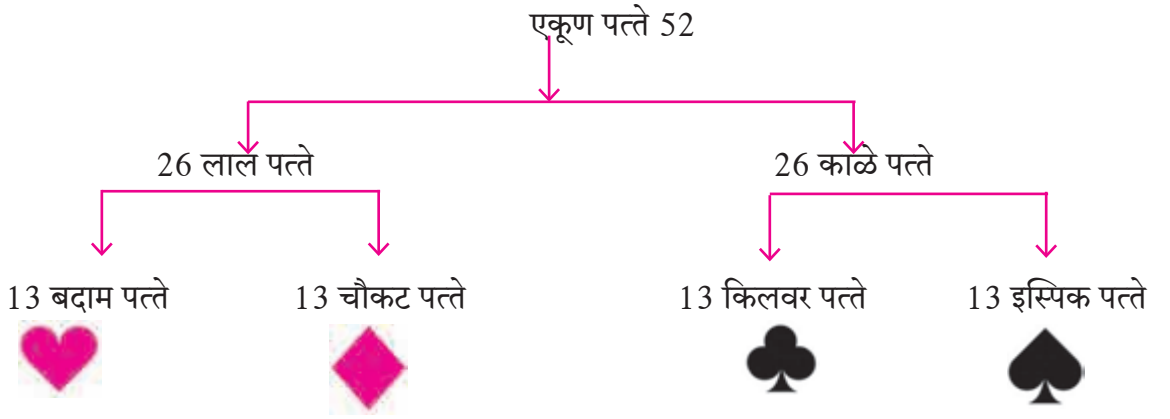 एकूण पत्ते 52
26 लाल पत्ते
26 काळे पत्ते
13 बदाम पत्ते
13 चौकट पत्ते
13 किलवर पत्ते
13 इस्पिक पत्ते